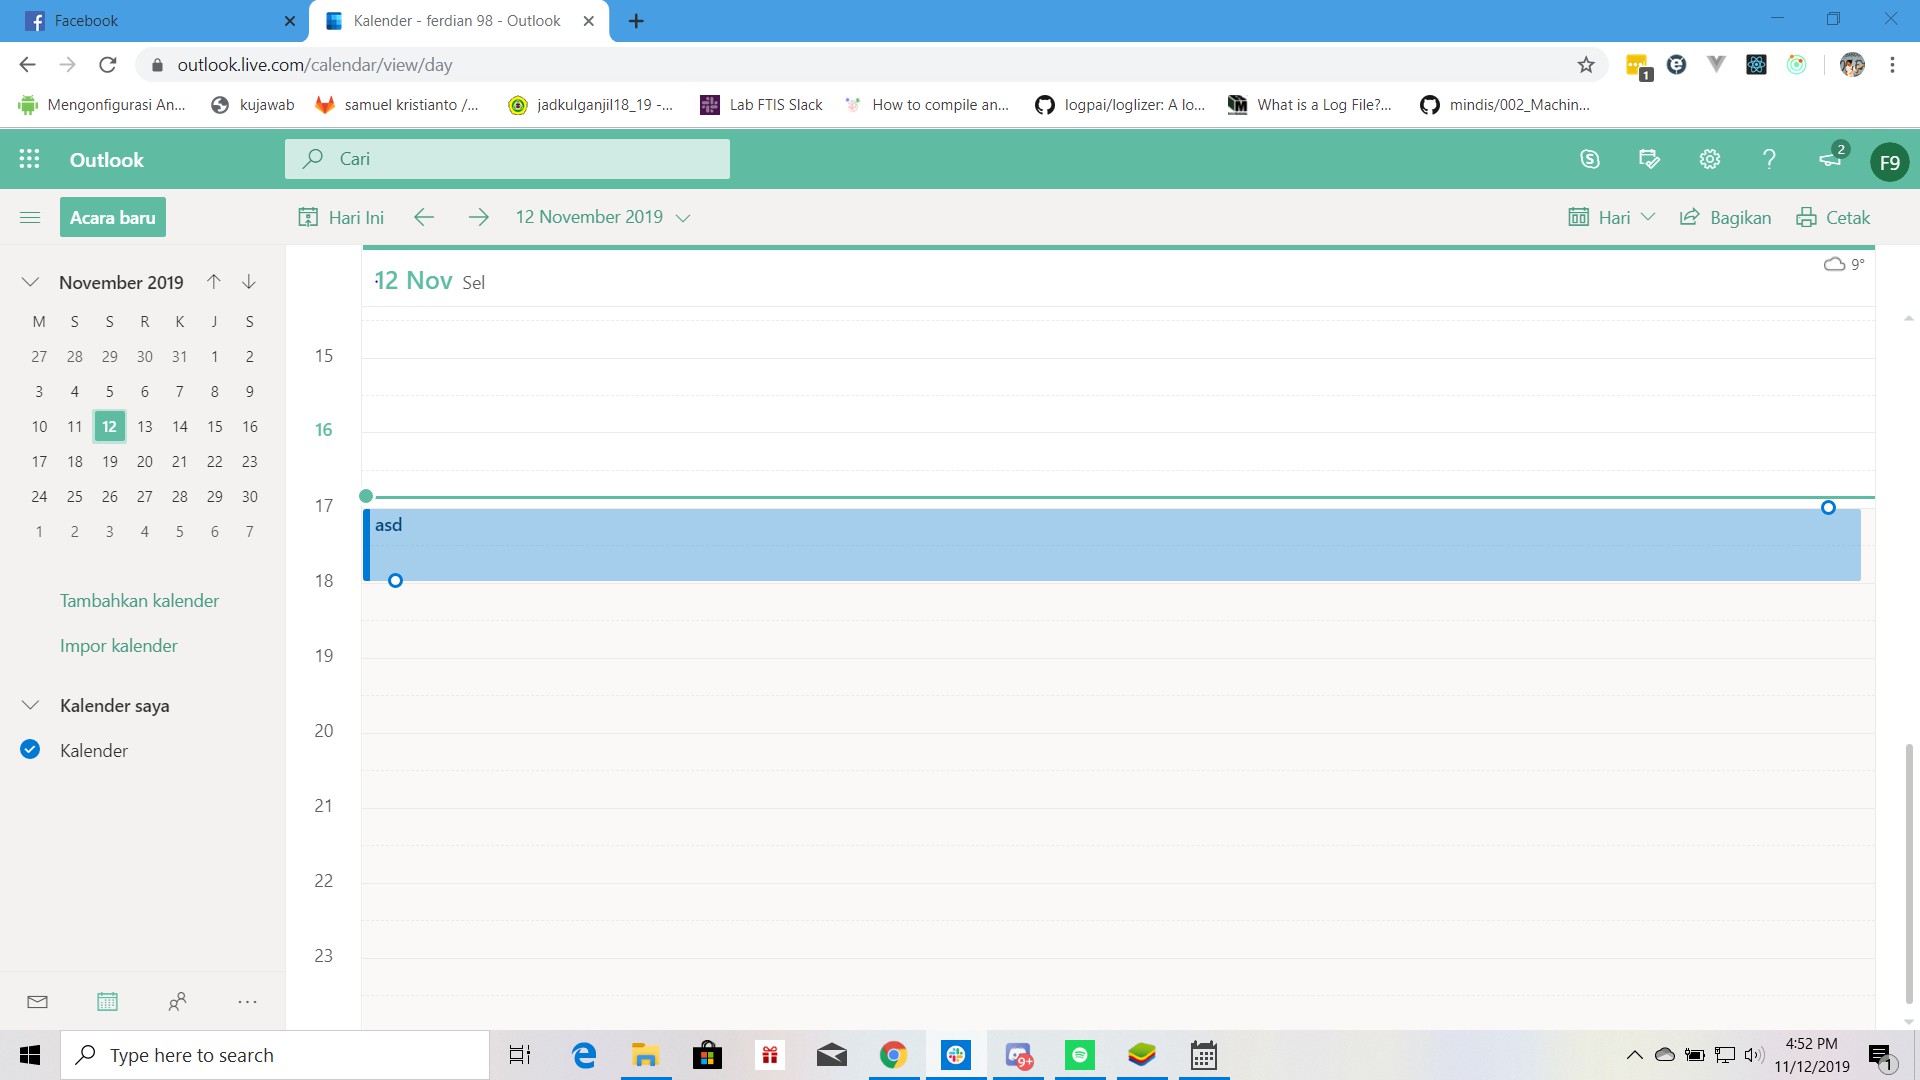 Facebook
Kalender - ferdian 98 - Outlook
outlook.live.com/calendar/view/day
1
Mengonfigurasi An...
kujawab
samuel kristianto /...
jadkulganjil18_19 -...
Lab FTIS Slack
How to compile an...
logpai/loglizer: A lo...
What is a Log File?...
mindis/002_Machin...
Outlook
Cari
2
F9
Acara baru
Hari Ini
12 November 2019
Hari
Bagikan
Cetak
November 2019
M S S R K J S
27 28 29 30 31 1 2
3 4 5 6 7 8 9
10 11 12 13 14 15 16
17 18 19 20 21 22 23
24 25 26 27 28 29 30
1 2 3 4 5 6 7
Tambahkan kalender
Impor kalender
Kalender saya
Kalender
12 Nov Sel
9°
15
16
17
asd
18
19
20
21
22
23
Type here to search
9+
4:52 PM
11/12/2019
1